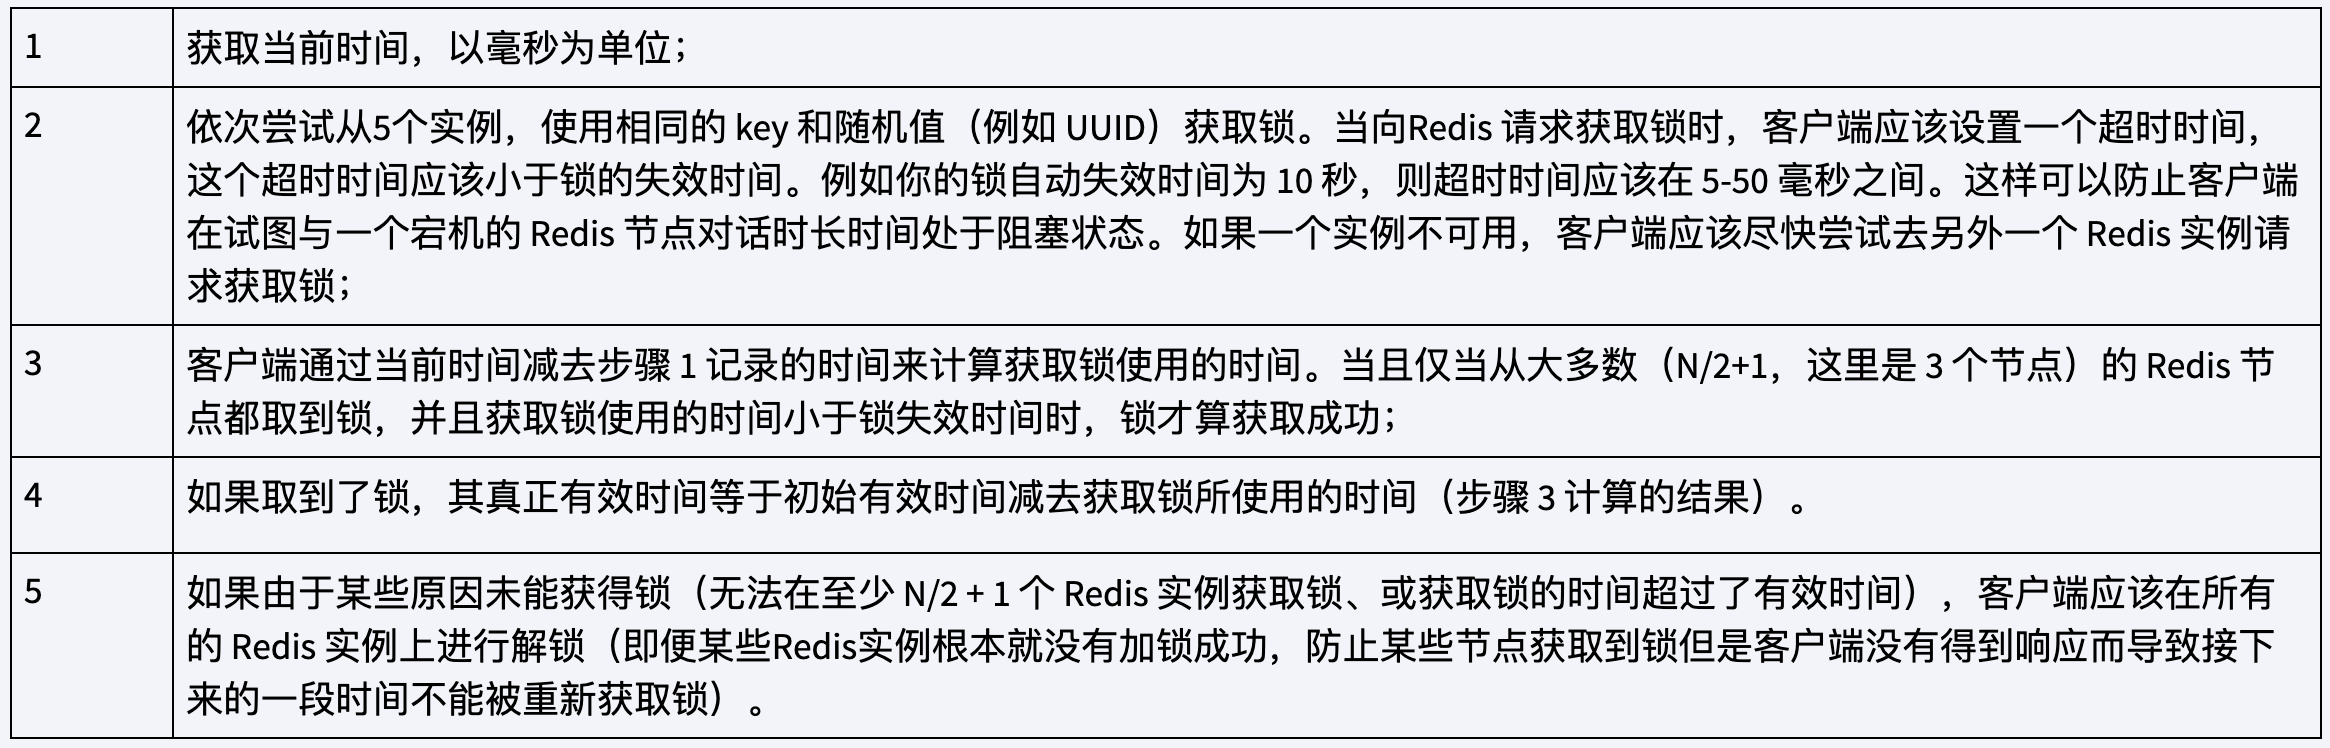 1
获取当前时间，以毫秒为单位；
2
依次尝试从5个实例，使用相同的 key 和随机值（例如 UUID）获取锁。当向Redis 请求获取锁时，客户端应该设置一个超时时间，
这个超时时间应该小于锁的失效时间。例如你的锁自动失效时间为 10 秒，则超时时间应该在 5-50 毫秒之间。这样可以防止客户端
在试图与一个宕机的 Redis 节点对话时长时间处于阻塞状态。如果一个实例不可用，客户端应该尽快尝试去另外一个 Redis 实例请
求获取锁；
3
客户端通过当前时间减去步骤 1 记录的时间来计算获取锁使用的时间。当且仅当从大多数（N/2+1，这里是 3 个节点）的 Redis 节
点都取到锁，并且获取锁使用的时间小于锁失效时间时，锁才算获取成功；
4
如果取到了锁，其真正有效时间等于初始有效时间减去获取锁所使用的时间（步骤 3 计算的结果）。
5
如果由于某些原因未能获得锁（无法在至少 N/2 + 1 个 Redis 实例获取锁、或获取锁的时间超过了有效时间），客户端应该在所有
的 Redis 实例上进行解锁（即便某些Redis实例根本就没有加锁成功，防止某些节点获取到锁但是客户端没有得到响应而导致接下
来的一段时间不能被重新获取锁）。